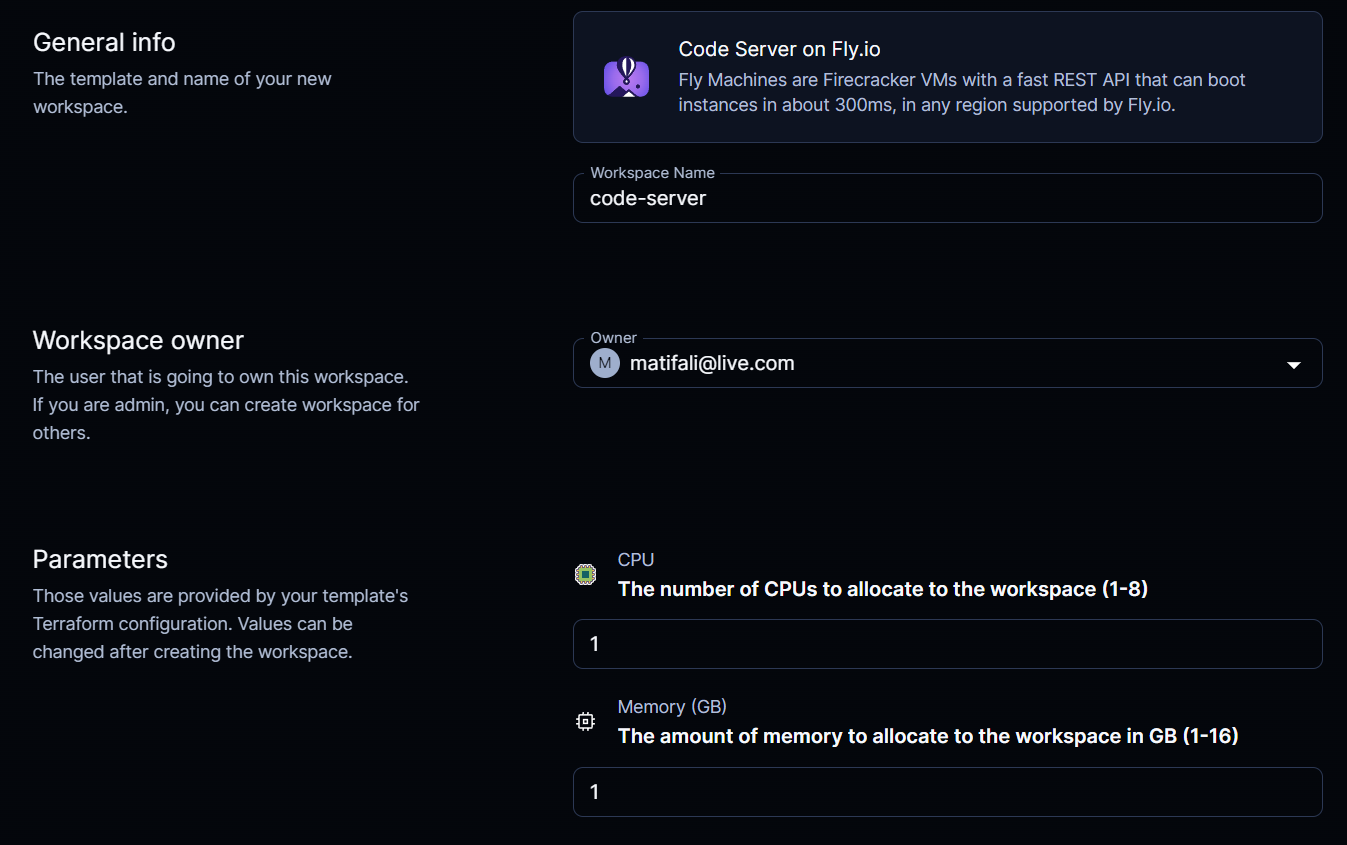 General info
The template and name of your new
workspace.
Code Server on Fly.io
Fly Machines are Firecracker VMs with a fast REST API that can boot
instances in about 300ms, in any region supported by Fly.io.
Workspace Name
code-server
Workspace owner
The user that is going to own this workspace.
If you are admin, you can create workspace for
others.
Owner
M matifali@live.com
Parameters
Those values are provided by your template's
Terraform configuration. Values can be
changed after creating the workspace.
CPU
The number of CPUs to allocate to the workspace (1-8)
1
Memory (GB)
The amount of memory to allocate to the workspace in GB (1-16)
1